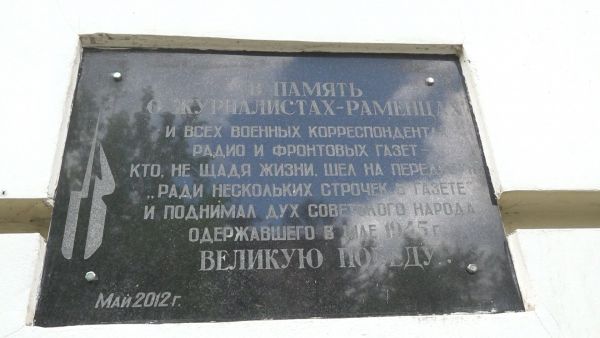 В ПАМЯТЬ
О ЖУРНАЛИСТАХ-РАМЕНЦАХ
И ВСЕХ ВОЕННЫХ КОРРЕСПОНДЕНТАХ
РАДИО И ФРОНТОВЫХ ГАЗЕТ-
КТО, НЕ ЩАДЯ ЖИЗНИ, ШЕЛ НА
„РАДИ НЕСКОЛЬКИХ СТРОЧЕК В ГАЗЕТЕ"
И ПОДНИМАЛ ДУХ СОВЕТСКОГО НАРОДА
ОДЕРЖАВШЕГО В МАЕ 1945 г.
ВЕЛИКУЮ ПОБЕДУ.
МАЙ 2012 г.